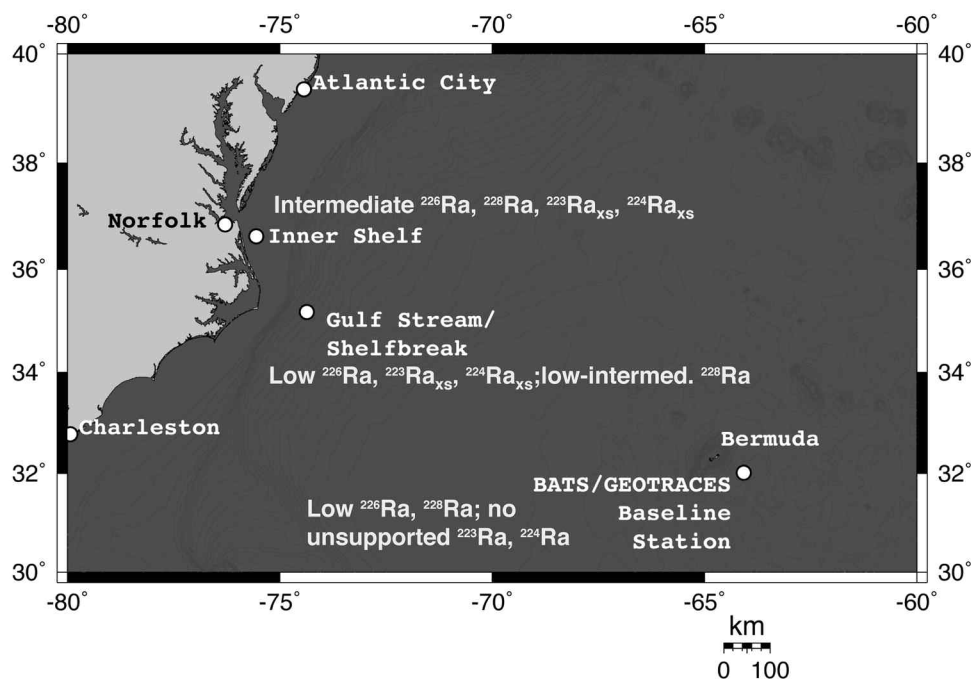 -80˚ -75˚ -70˚ -65˚ -60˚
40˚ 40˚
Atlantic City
38˚ 38˚
Intermediate ²²⁶Ra, ²²⁸Ra, ²²³Raxs, ²²⁴Raxs
Norfolk
Inner Shelf
36˚ 36˚
Gulf Stream/
Shelfbreak
34˚ 34˚
Low ²²⁶Ra, ²²³Raxs, ²²⁴Raxs;low-intermed. ²²⁸Ra
Charleston
Bermuda
32˚ 32˚
BATS/GEOTRACES
Baseline
Station
Low ²²⁶Ra, ²²⁸Ra; no
unsupported ²²³Ra, ²²⁴Ra
30˚ 30˚
-80˚ -75˚ -70˚ -65˚ -60˚
km
0 100